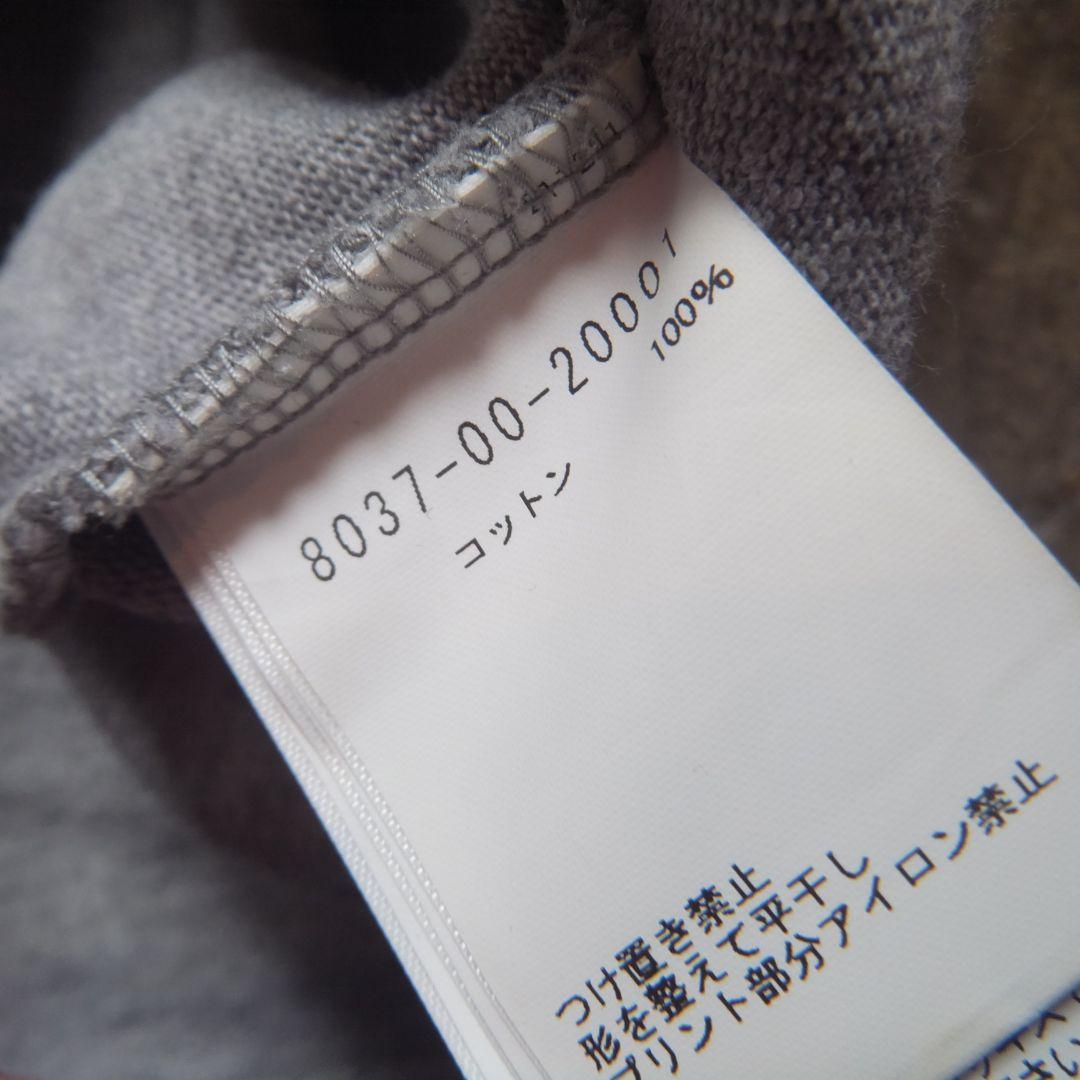 8037-00-20001
コットン 100%
つけ置き禁止
形を整えて平干し
プリント部分アイロン禁止